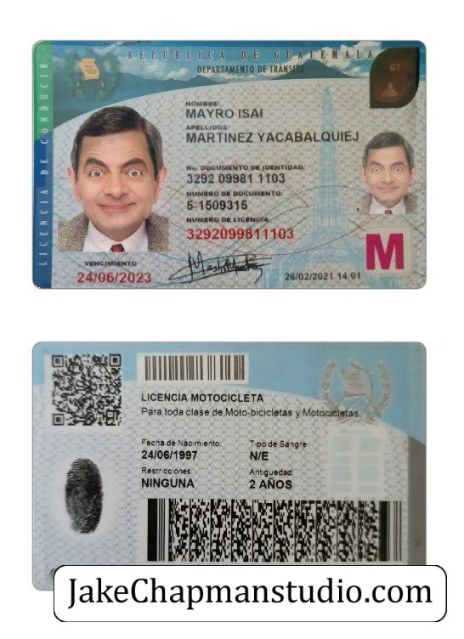 REPÚBLICA DE GUATEMALA
DEPARTAMENTO DE TRÁNSITO
GT
LICENCIA DE CONDUCIR
NOMBRE:
MAYRO ISAI
APELLIDOS:
MARTINEZ YACABALQUIEJ
No. DOCUMENTO DE IDENTIDAD:
3292 09981 1103
NUMERO DE DOCUMENTO:
5-1509315
NUMERO DE LICENCIA:
3292099811103
M
VENCIMIENTO
24/06/2023
26/02/2021 14:01
LICENCIA MOTOCICLETA
Para toda clase de Moto-bicicletas y Motocicletas.
Fecha de Nacimiento: Tipo de Sangre:
24/06/1997 N/E
Restricciones: Antiguedad:
NINGUNA 2 AÑOS
JakeChapmanstudio.com